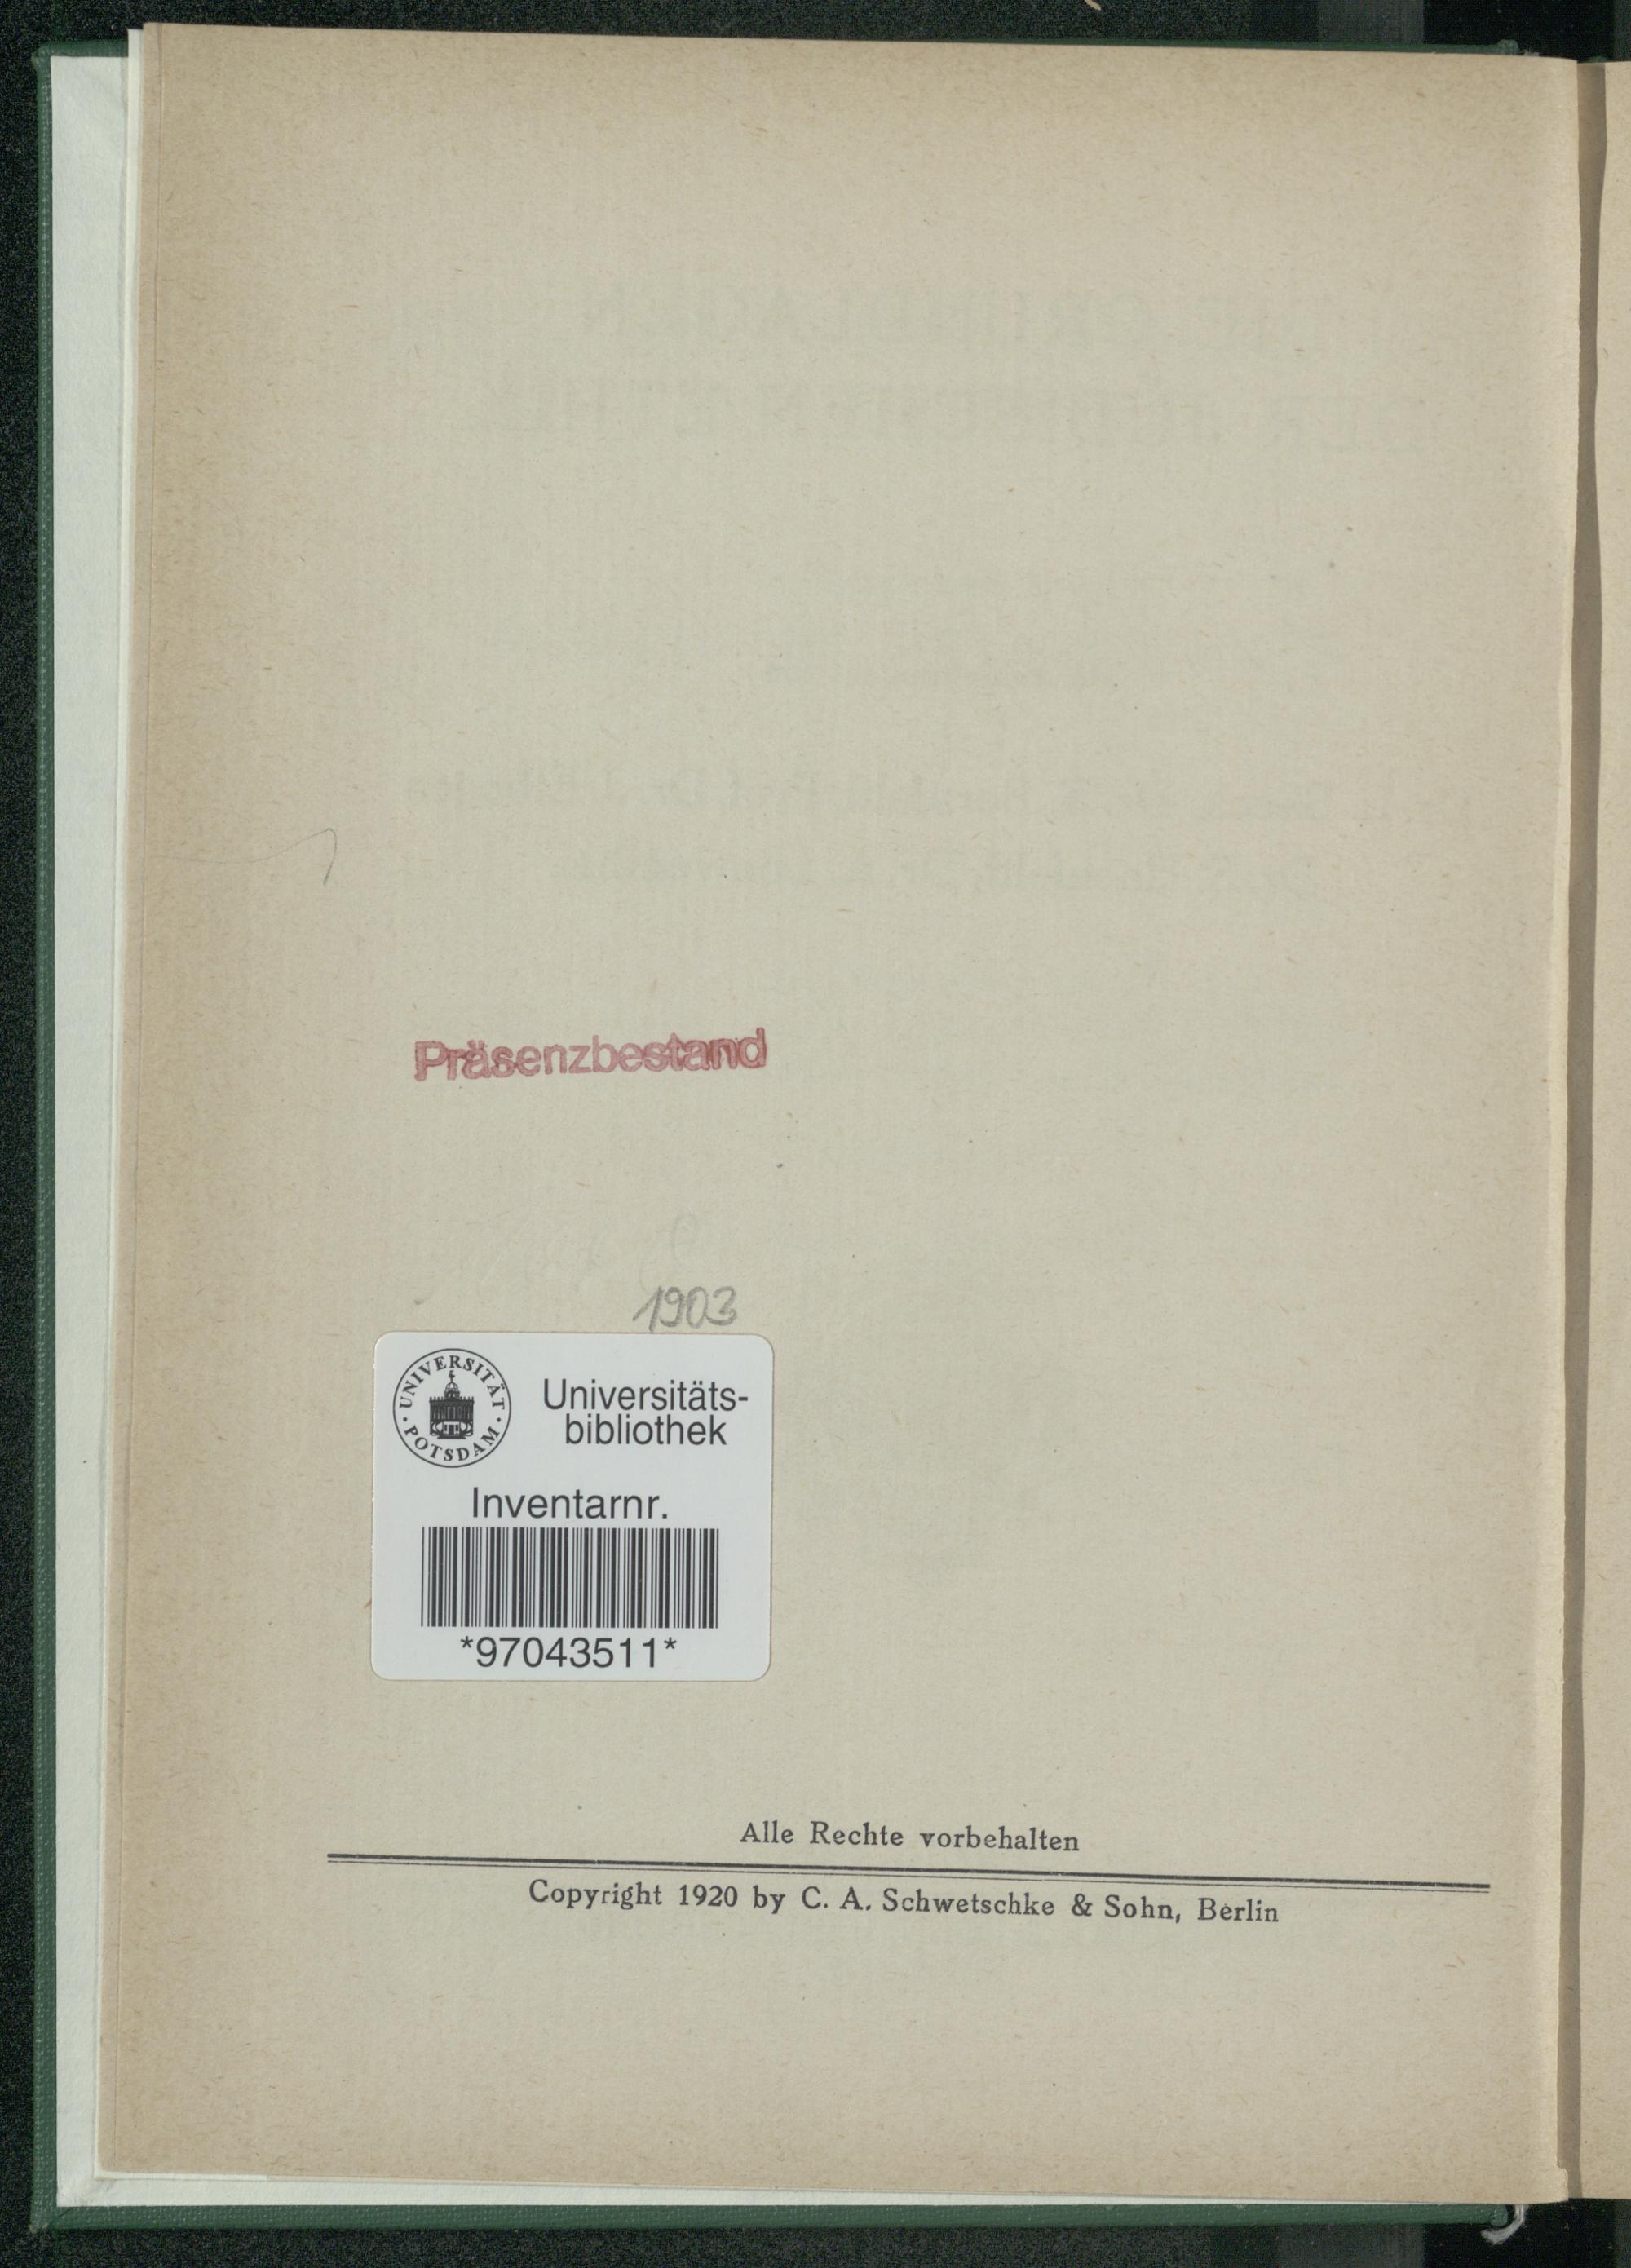 Präsenzbestand
1903
UNIVERSITÄT · POTSDAM ·
Universitäts-
bibliothek
Inventarnr.
*97043511*
Alle Rechte vorbehalten
Copyright 1920 by C. A. Schwetschke & Sohn, Berlin